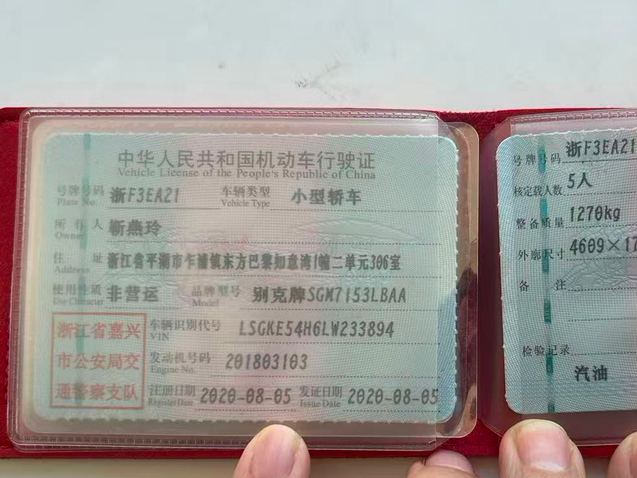 中华人民共和国机动车行驶证
Vehicle License of the People's Republic of China
号牌号码 浙F3EA21 车辆类型 小型轿车
Plate No. Vehicle Type
所有人 靳燕玲
Owner
住址 浙江省平湖市乍浦镇东方巴黎如意湾1幢二单元306室
Address
使用性质 非营运 品牌型号 别克牌SGM7153LBAA
Use Character Model
浙江省嘉兴
市公安局交
通警察支队
车辆识别代号 LSGKE54H6LW233894
VIN
发动机号码 201803103
Engine No.
注册日期 2020-08-05 发证日期 2020-08-05
Register Date Issue Date
号牌号码 浙F3EA21
核定载人数 5人
整备质量 1270kg
外廓尺寸 4609×17
备注
检验记录
汽油